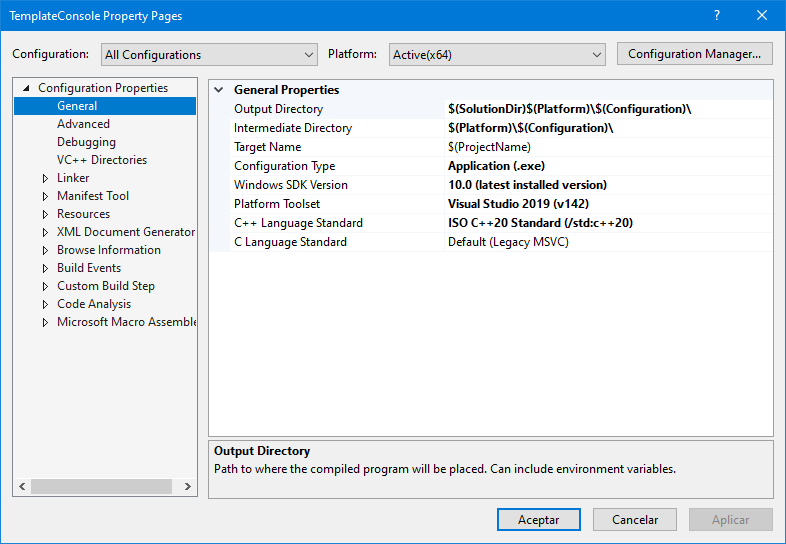 TemplateConsole Property Pages
Configuration: All Configurations Platform: Active(x64) Configuration Manager...
Configuration Properties
General
Advanced
Debugging
VC++ Directories
Linker
Manifest Tool
Resources
XML Document Generator
Browse Information
Build Events
Custom Build Step
Code Analysis
Microsoft Macro Assemble
General Properties
Output Directory $(SolutionDir)$(Platform)\$(Configuration)\
Intermediate Directory $(Platform)\$(Configuration)\
Target Name $(ProjectName)
Configuration Type Application (.exe)
Windows SDK Version 10.0 (latest installed version)
Platform Toolset Visual Studio 2019 (v142)
C++ Language Standard ISO C++20 Standard (/std:c++20)
C Language Standard Default (Legacy MSVC)
Output Directory
Path to where the compiled program will be placed. Can include environment variables.
Aceptar Cancelar Aplicar